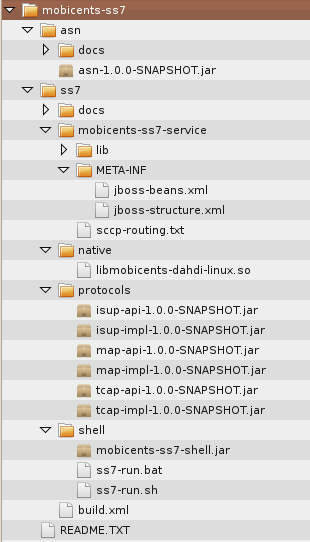 mobicents-ss7
asn
docs
asn-1.0.0-SNAPSHOT.jar
ss7
docs
mobicents-ss7-service
lib
META-INF
jboss-beans.xml
jboss-structure.xml
sccp-routing.txt
native
libmobicents-dahdi-linux.so
protocols
isup-api-1.0.0-SNAPSHOT.jar
isup-impl-1.0.0-SNAPSHOT.jar
map-api-1.0.0-SNAPSHOT.jar
map-impl-1.0.0-SNAPSHOT.jar
tcap-api-1.0.0-SNAPSHOT.jar
tcap-impl-1.0.0-SNAPSHOT.jar
shell
mobicents-ss7-shell.jar
ss7-run.bat
ss7-run.sh
build.xml
README.TXT